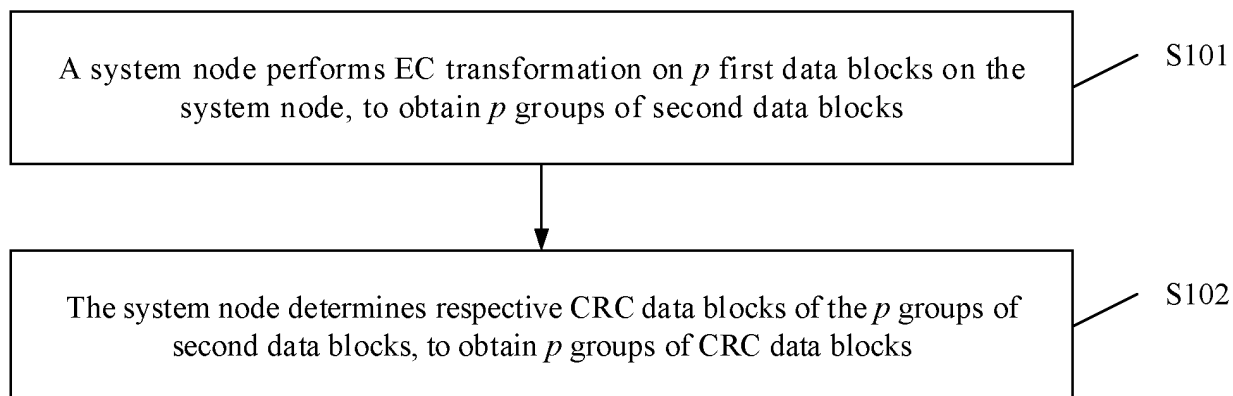 A system node performs EC transformation on p first data blocks on the
system node, to obtain p groups of second data blocks
S101
The system node determines respective CRC data blocks of the p groups of
second data blocks, to obtain p groups of CRC data blocks
S102